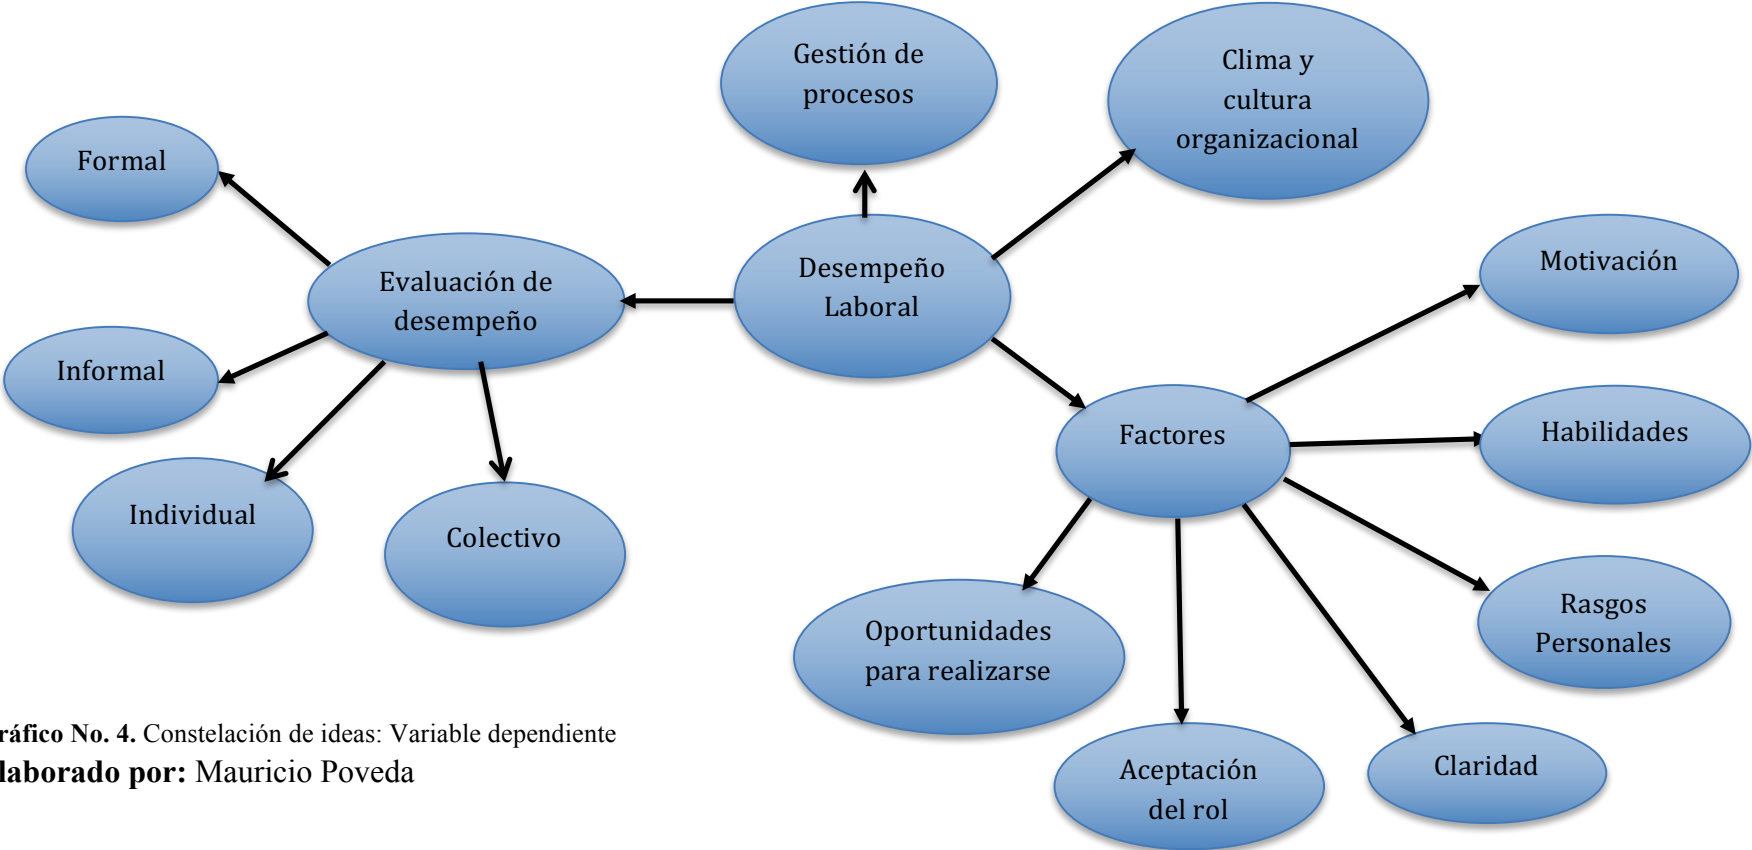 Gestión de
procesos
Clima y
cultura
organizacional
Formal
Evaluación de
desempeño
Desempeño
Laboral
Motivación
Informal
Factores
Habilidades
Individual
Colectivo
Oportunidades
para realizarse
Rasgos
Personales
Aceptación
del rol
Claridad
ráfico No. 4. Constelación de ideas: Variable dependiente
laborado por: Mauricio Poveda